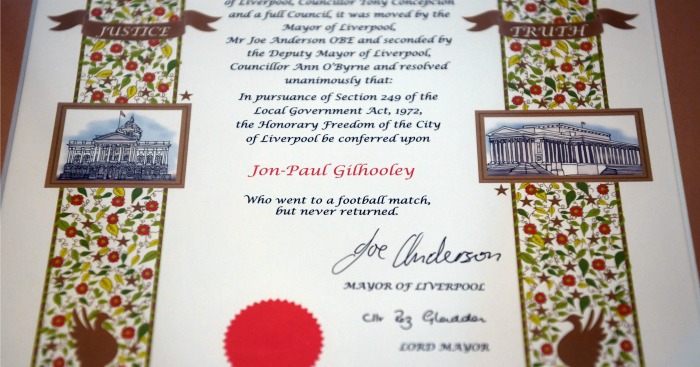 of Liverpool, Councillor Tony Concepcion
and a full Council, it was moved by the
Mayor of Liverpool,
Mr Joe Anderson OBE and seconded by
the Deputy Mayor of Liverpool,
Councillor Ann O'Byrne and resolved
unanimously that:
JUSTICE
TRUTH
In pursuance of Section 249 of the
Local Government Act, 1972,
the Honorary Freedom of the City
of Liverpool be conferred upon
Jon-Paul Gilhooley
Who went to a football match,
but never returned.
Joe Anderson
MAYOR OF LIVERPOOL
Cllr Roz Gladden
LORD MAYOR